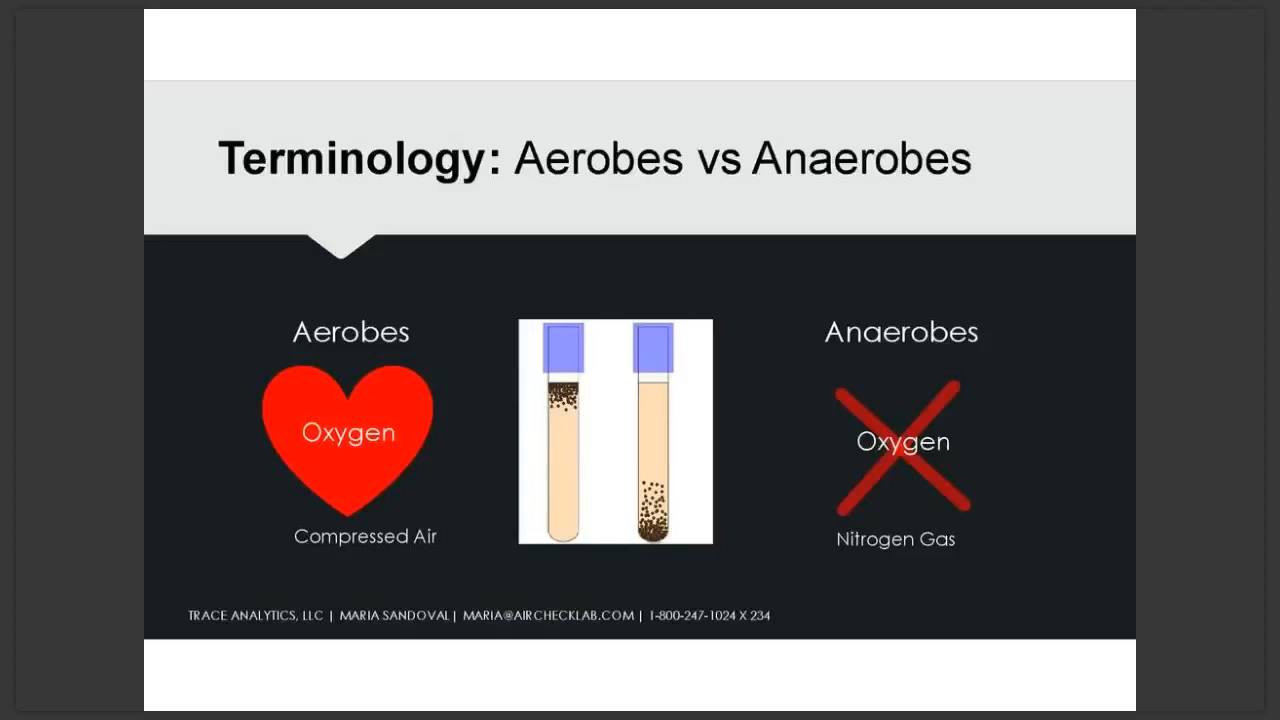 Terminology: Aerobes vs Anaerobes
Aerobes
Oxygen
Compressed Air
Anaerobes
Oxygen
Nitrogen Gas
TRACE ANALYTICS, LLC | MARIA SANDOVAL| MARIA@AIRCHECKLAB.COM | 1-800-247-1024 X 234